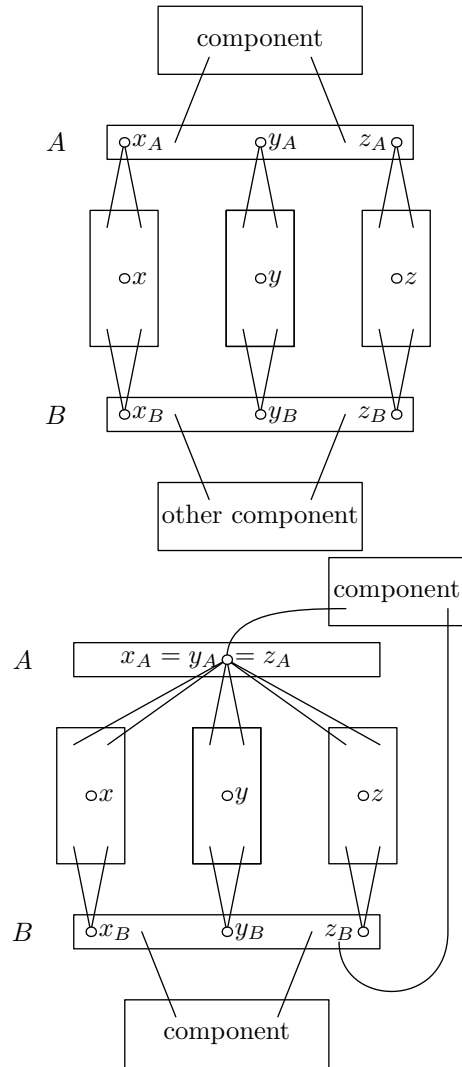 component
A x_A y_A z_A
x y z
B x_B y_B z_B
other component
component
A x_A = y_A = z_A
x y z
B x_B y_B z_B
component